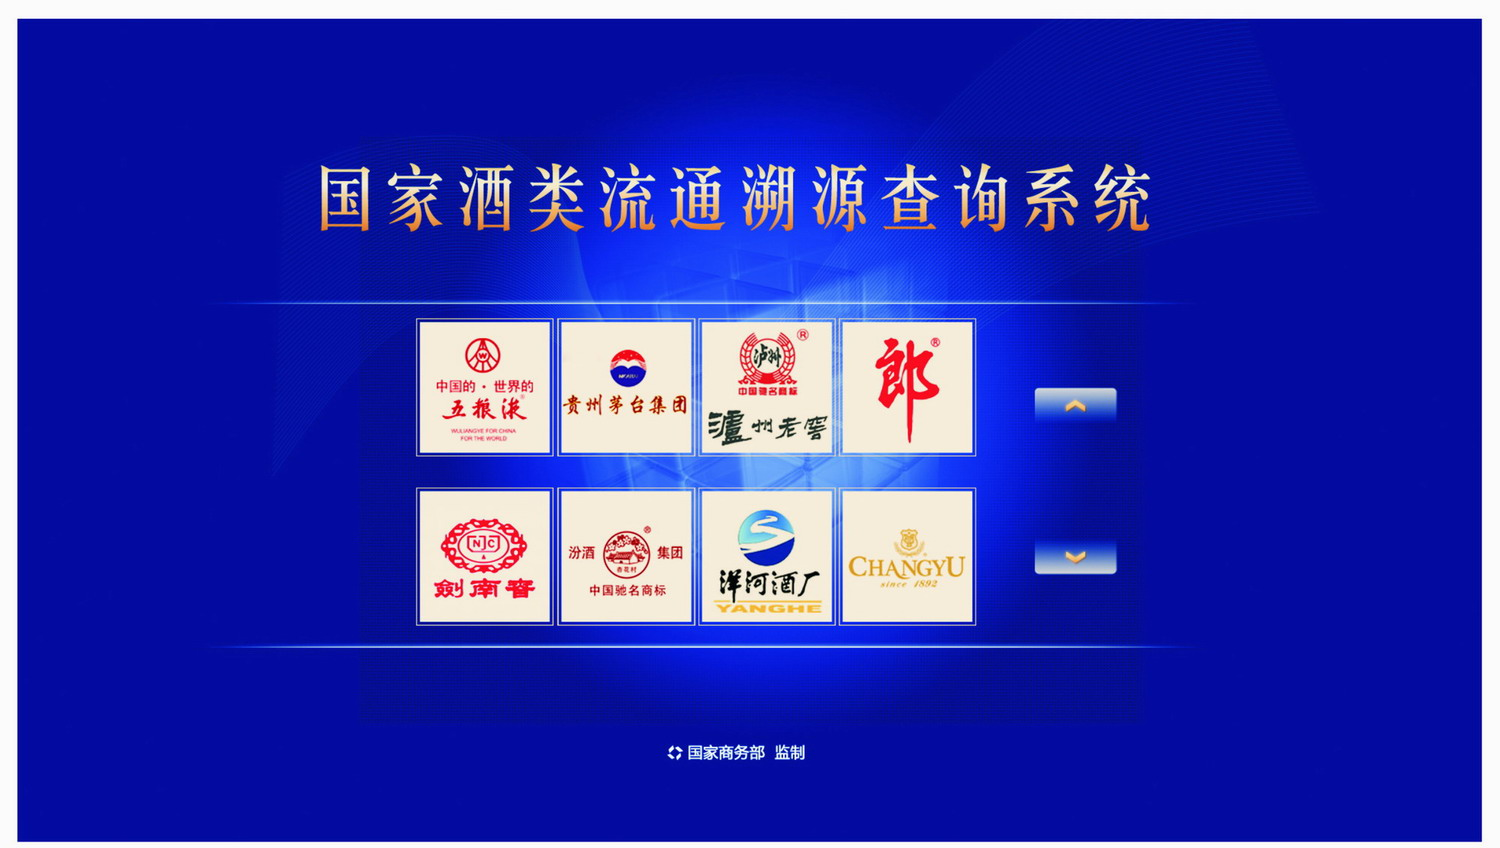 国家酒类流通溯源查询系统
中国的·世界的
五粮液®
WULIANGYE FOR CHINA
FOR THE WORLD
贵州茅台集团
®
泸州
中国驰名商标
泸州老窖
郎®
NJC
劍南春
®
汾酒 集团
杏花村
中国驰名商标
洋河酒厂
YANGHE
CHANGYU
since 1892
国家商务部 监制